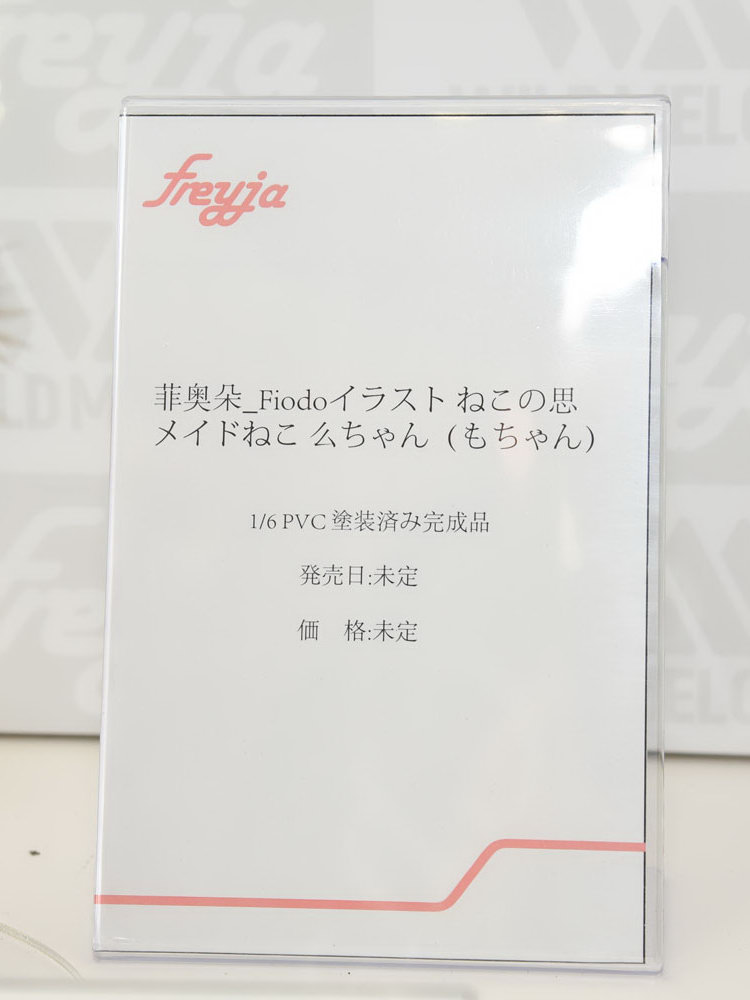 freyja
菲奥朵_Fiodoイラスト ねこの思
メイドねこ 么ちゃん（もちゃん）
1/6 PVC 塗装済み完成品
発売日:未定
価　格:未定